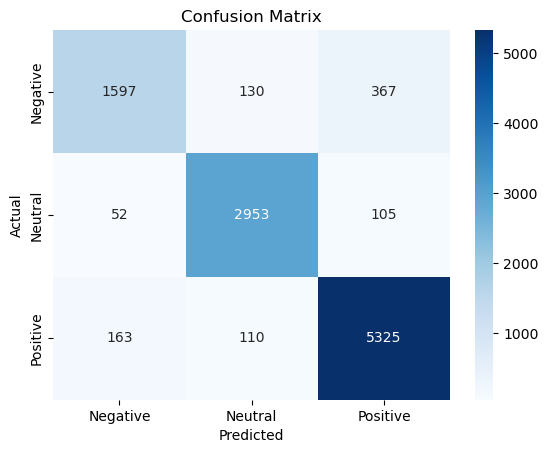 Confusion Matrix
Negative
1597
130
367
Neutral
52
2953
105
Positive
163
110
5325
Actual
Negative
Neutral
Positive
Predicted
5000
4000
3000
2000
1000